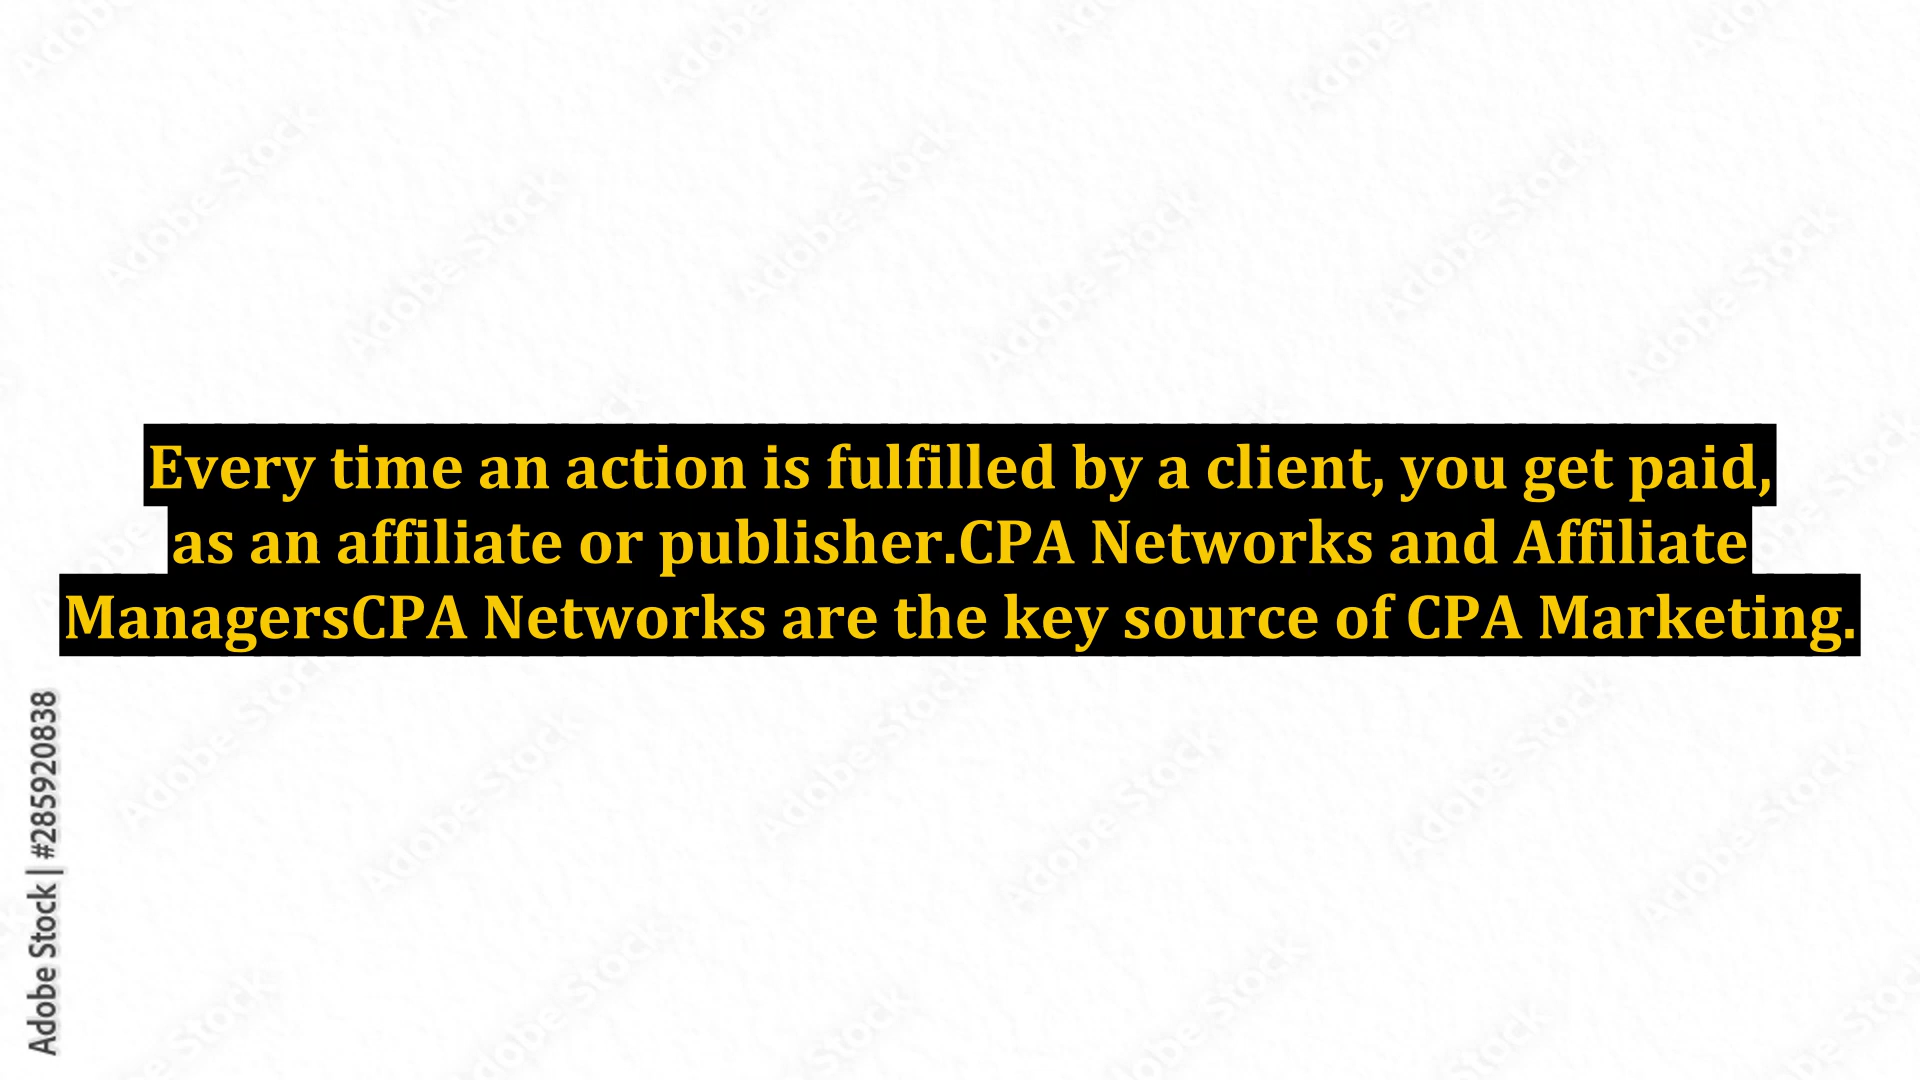 Every time an action is fulfilled by a client, you get paid,
as an affiliate or publisher.CPA Networks and Affiliate
ManagersCPA Networks are the key source of CPA Marketing.
Adobe Stock | #285920838